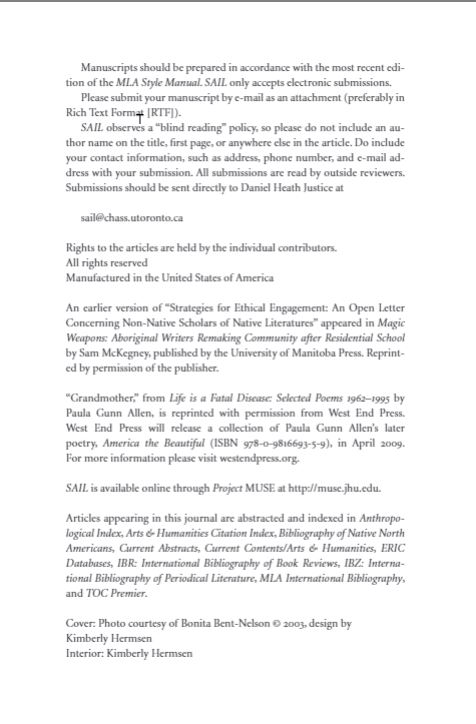 Manuscripts should be prepared in accordance with the most recent edi-
tion of the MLA Style Manual. SAIL only accepts electronic submissions.
Please submit your manuscript by e-mail as an attachment (preferably in
Rich Text Format [RTF]).
SAIL observes a “blind reading” policy, so please do not include an au-
thor name on the title, first page, or anywhere else in the article. Do include
your contact information, such as address, phone number, and e-mail ad-
dress with your submission. All submissions are read by outside reviewers.
Submissions should be sent directly to Daniel Heath Justice at
sail@chass.utoronto.ca
Rights to the articles are held by the individual contributors.
All rights reserved
Manufactured in the United States of America
An earlier version of “Strategies for Ethical Engagement: An Open Letter
Concerning Non-Native Scholars of Native Literatures” appeared in Magic
Weapons: Aboriginal Writers Remaking Community after Residential School
by Sam McKegney, published by the University of Manitoba Press. Reprint-
ed by permission of the publisher.
“Grandmother,” from Life is a Fatal Disease: Selected Poems 1962–1995 by
Paula Gunn Allen, is reprinted with permission from West End Press.
West End Press will release a collection of Paula Gunn Allen’s later
poetry, America the Beautiful (ISBN 978-0-9816693-5-9), in April 2009.
For more information please visit westendpress.org.
SAIL is available online through Project MUSE at http://muse.jhu.edu.
Articles appearing in this journal are abstracted and indexed in Anthropo-
logical Index, Arts & Humanities Citation Index, Bibliography of Native North
Americans, Current Abstracts, Current Contents/Arts & Humanities, ERIC
Databases, IBR: International Bibliography of Book Reviews, IBZ: Interna-
tional Bibliography of Periodical Literature, MLA International Bibliography,
and TOC Premier.
Cover: Photo courtesy of Bonita Bent-Nelson © 2003, design by
Kimberly Hermsen
Interior: Kimberly Hermsen